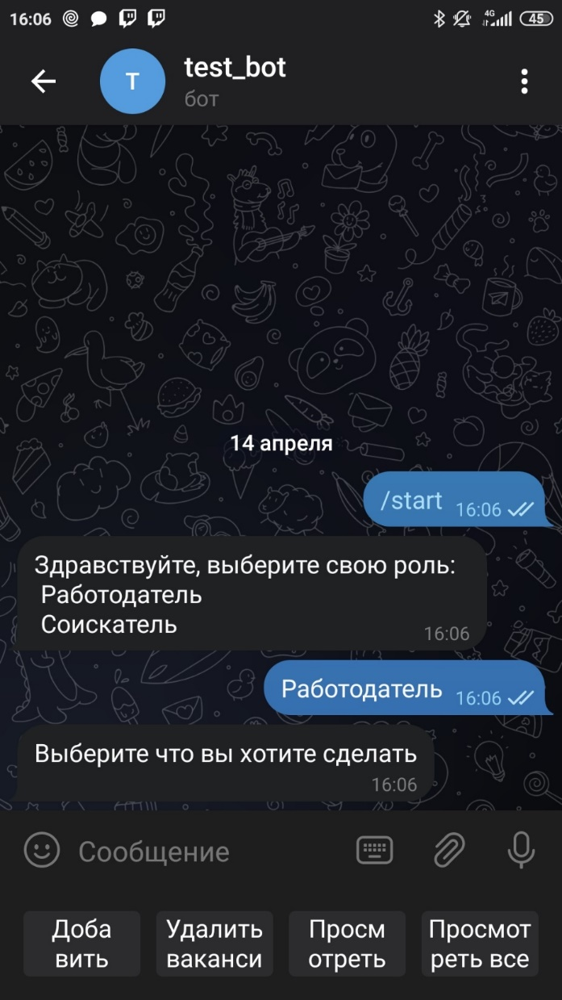 16:06
4G
45
T
test_bot
бот
14 апреля
/start 16:06
Здравствуйте, выберите свою роль:
Работодатель
Соискатель
16:06
Работодатель 16:06
Выберите что вы хотите сделать
16:06
Сообщение
Доба
вить
Удалить
ваканси
Просм
отреть
Просмот
реть все